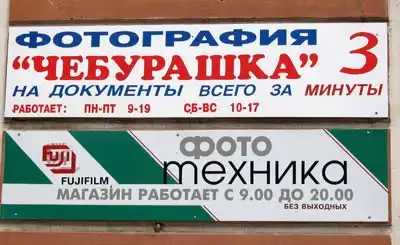 ФОТОГРАФИЯ
"ЧЕБУРАШКА" 3
НА ДОКУМЕНТЫ ВСЕГО ЗА МИНУТЫ
РАБОТАЕТ: ПН-ПТ 9-19 СБ-ВС 10-17
фото
техника
FUJI
FUJIFILM
МАГАЗИН РАБОТАЕТ С 9.00 ДО 20.00
БЕЗ ВЫХОДНЫХ